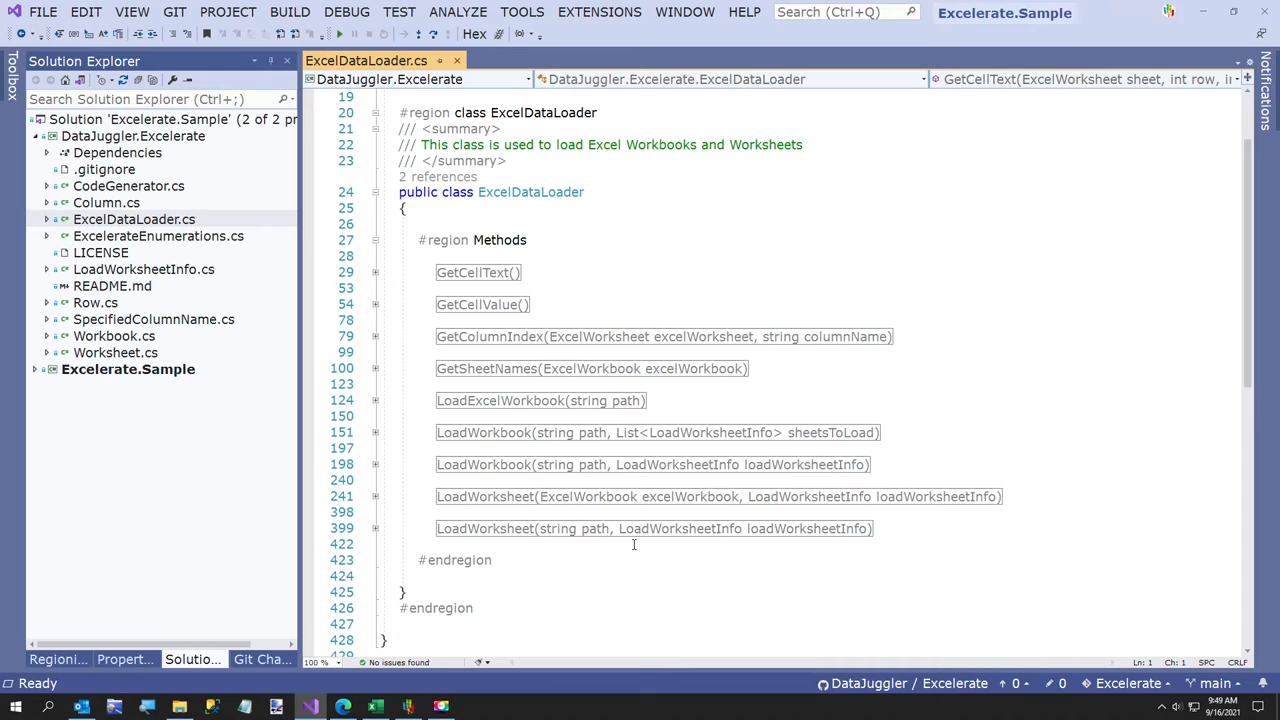 FILE EDIT VIEW GIT PROJECT BUILD DEBUG TEST ANALYZE TOOLS EXTENSIONS WINDOW HELP Search (Ctrl+Q) Excelerate.Sample
Hex
Toolbox
Solution Explorer
Search Solution Explorer (Ctrl+;)
Solution 'Excelerate.Sample' (2 of 2 pr
DataJuggler.Excelerate
Dependencies
.gitignore
CodeGenerator.cs
Column.cs
ExcelDataLoader.cs
ExcelerateEnumerations.cs
LICENSE
LoadWorksheetInfo.cs
README.md
Row.cs
SpecifiedColumnName.cs
Workbook.cs
Worksheet.cs
Excelerate.Sample
Regioni... Propert... Solutio... Git Cha...
ExcelDataLoader.cs
DataJuggler.Excelerate DataJuggler.Excelerate.ExcelDataLoader GetCellText(ExcelWorksheet sheet, int row, in
19
20 #region class ExcelDataLoader
21 /// <summary>
22 /// This class is used to load Excel Workbooks and Worksheets
23 /// </summary>
2 references
24 public class ExcelDataLoader
25 {
26
27 #region Methods
28
29 GetCellText()
53
54 GetCellValue()
78
79 GetColumnIndex(ExcelWorksheet excelWorksheet, string columnName)
99
100 GetSheetNames(ExcelWorkbook excelWorkbook)
123
124 LoadExcelWorkbook(string path)
150
151 LoadWorkbook(string path, List<LoadWorksheetInfo> sheetsToLoad)
197
198 LoadWorkbook(string path, LoadWorksheetInfo loadWorksheetInfo)
240
241 LoadWorksheet(ExcelWorkbook excelWorkbook, LoadWorksheetInfo loadWorksheetInfo)
398
399 LoadWorksheet(string path, LoadWorksheetInfo loadWorksheetInfo)
422
423 #endregion
424
425 }
426 #endregion
427
428 }
429
100 % No issues found Ln: 1 Ch: 1 SPC CRLF
Notifications
Ready DataJuggler / Excelerate 0 0 Excelerate main
9:49 AM
9/16/2021